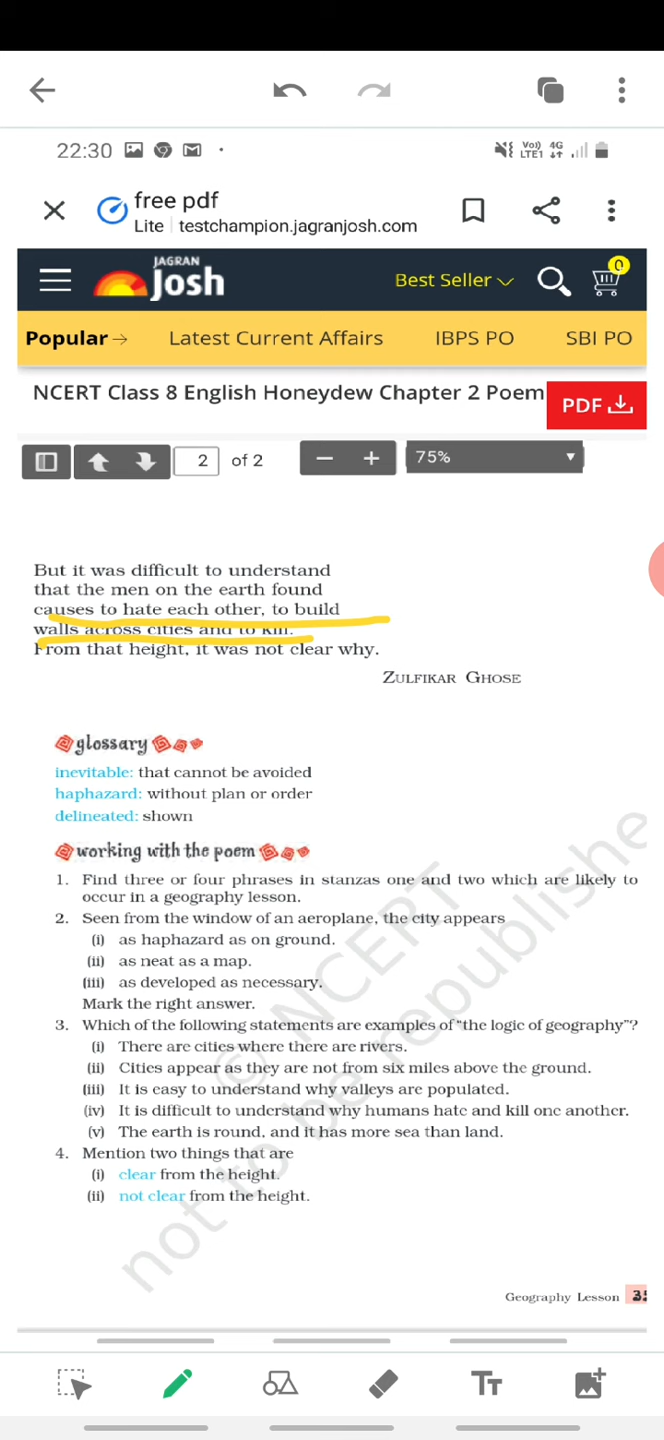 22:30
Vo)) 4G
LTE1
free pdf
Lite testchampion.jagranjosh.com
JAGRAN
Josh
Best Seller
0
Popular → Latest Current Affairs IBPS PO SBI PO
NCERT Class 8 English Honeydew Chapter 2 Poem
PDF
2 of 2 − + 75%
But it was difficult to understand
that the men on the earth found
causes to hate each other, to build
walls across cities and to kill.
From that height, it was not clear why.
ZULFIKAR GHOSE
glossary
inevitable: that cannot be avoided
haphazard: without plan or order
delineated: shown
working with the poem
1. Find three or four phrases in stanzas one and two which are likely to
occur in a geography lesson.
2. Seen from the window of an aeroplane, the city appears
(i) as haphazard as on ground.
(ii) as neat as a map.
(iii) as developed as necessary.
Mark the right answer.
3. Which of the following statements are examples of “the logic of geography”?
(i) There are cities where there are rivers.
(ii) Cities appear as they are not from six miles above the ground.
(iii) It is easy to understand why valleys are populated.
(iv) It is difficult to understand why humans hate and kill one another.
(v) The earth is round, and it has more sea than land.
4. Mention two things that are
(i) clear from the height.
(ii) not clear from the height.
© NCERT
not to be republishe
Geography Lesson
TT